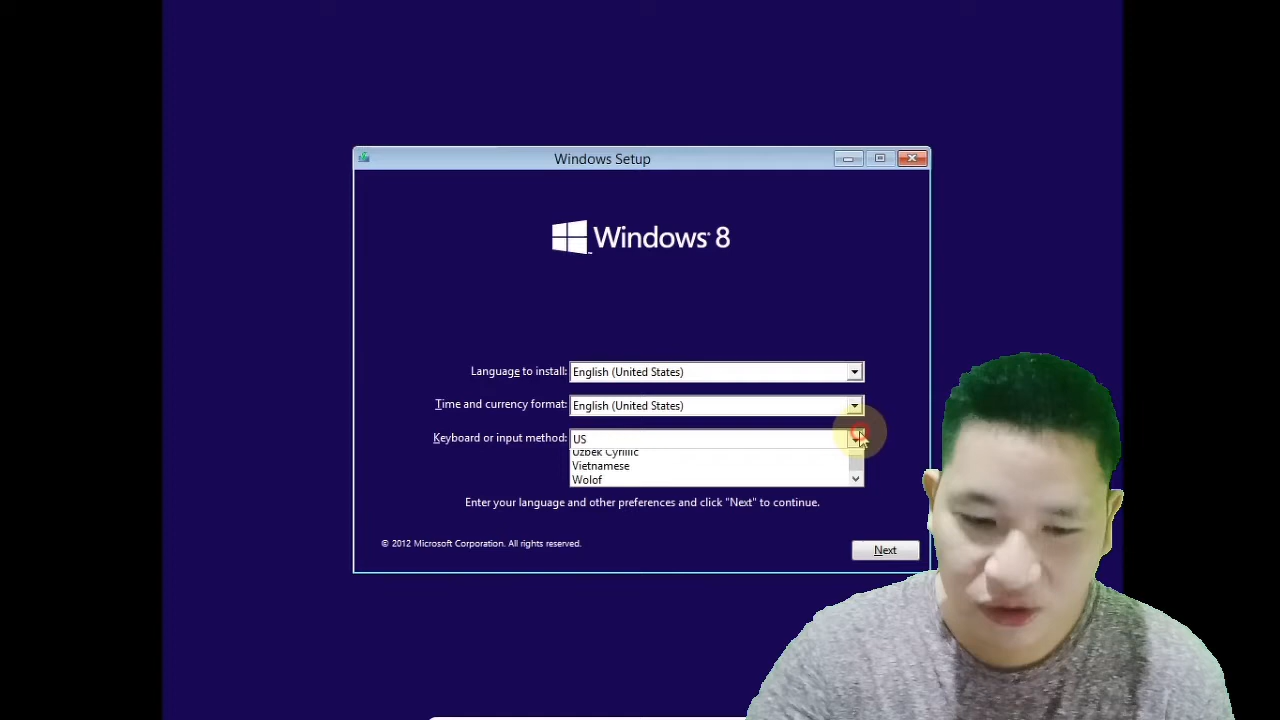 Windows Setup
Windows 8
Language to install: English (United States)
Time and currency format: English (United States)
Keyboard or input method: US
Uzbek Cyrillic
Vietnamese
Wolof
Enter your language and other preferences and click "Next" to continue.
© 2012 Microsoft Corporation. All rights reserved.
Next